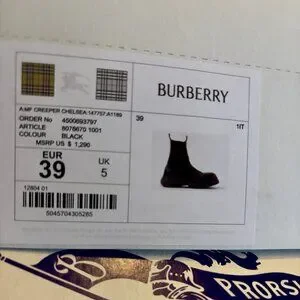 BURBERRY
A:MF CREEPER CHELSEA:147757:A1189
ORDER No 4500693797
ARTICLE 8078670 1001
COLOUR BLACK
MSRP US $ 1,290
EUR
39
UK
5
39
1IT
12804 01
5045704305285
PRORSU